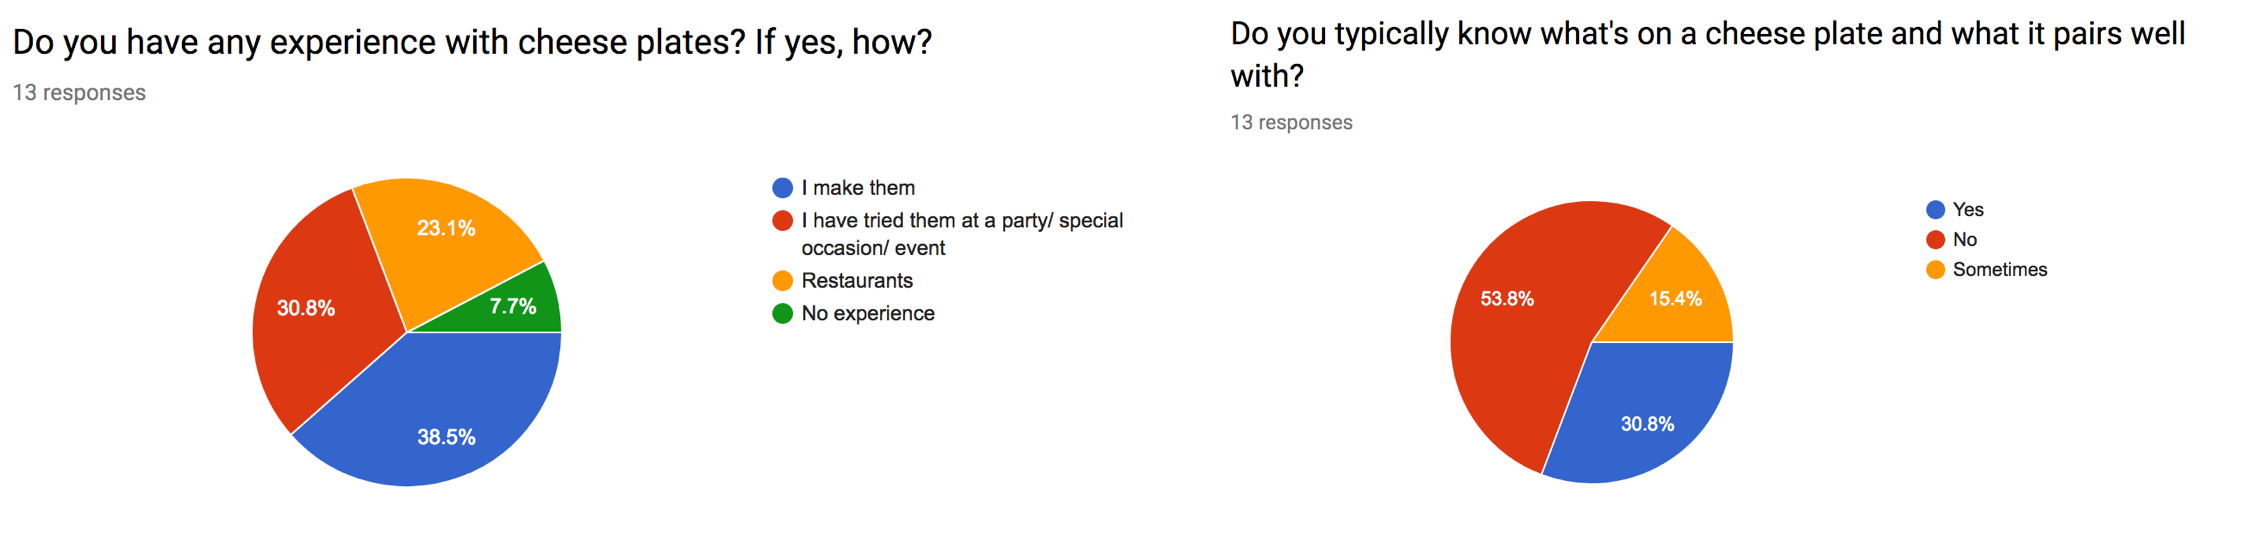 Do you have any experience with cheese plates? If yes, how?
13 responses
23.1%
30.8%
7.7%
38.5%
I make them
I have tried them at a party/ special
occasion/ event
Restaurants
No experience
Do you typically know what's on a cheese plate and what it pairs well
with?
13 responses
53.8%
15.4%
30.8%
Yes
No
Sometimes